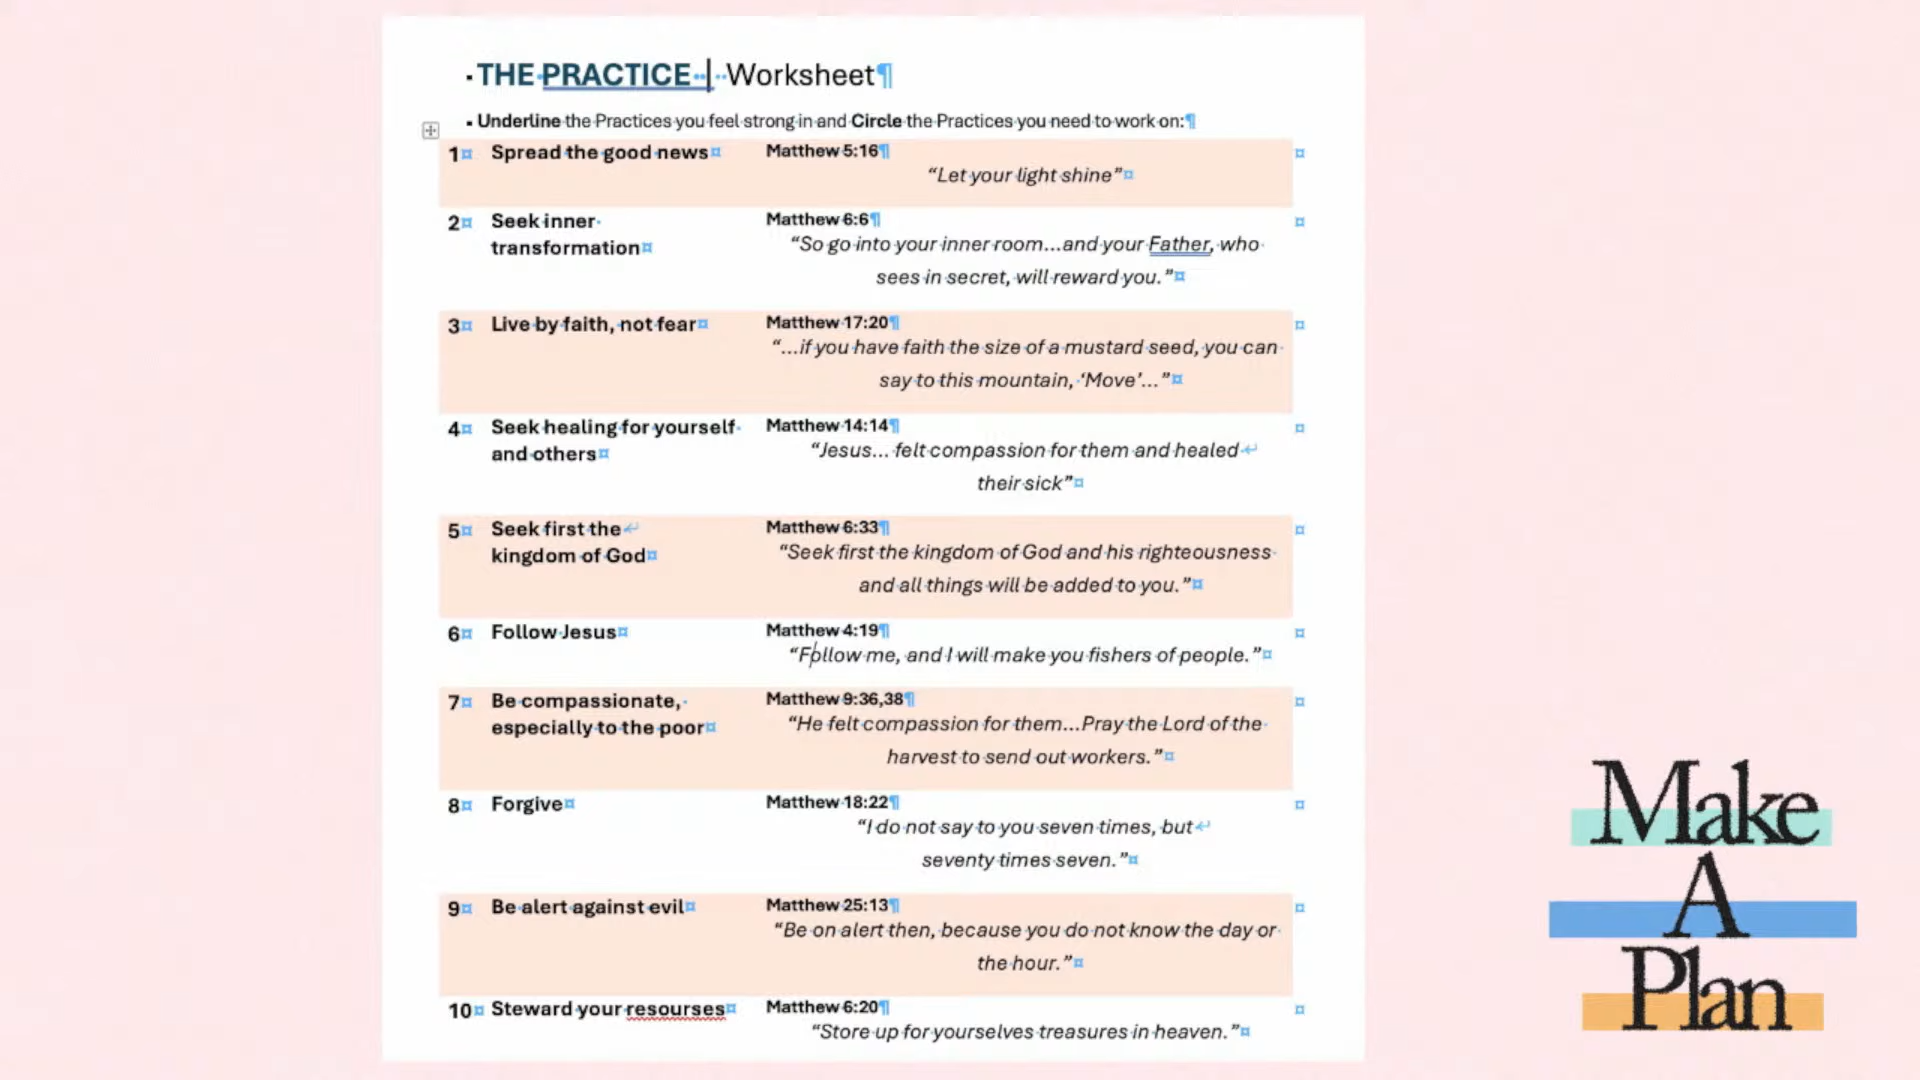 THE PRACTICE | Worksheet
Underline the Practices you feel strong in and Circle the Practices you need to work on:
1 Spread the good news Matthew 5:16
“Let your light shine”
2 Seek inner Matthew 6:6
transformation “So go into your inner room...and your Father, who
sees in secret, will reward you.”
3 Live by faith, not fear Matthew 17:20
“...if you have faith the size of a mustard seed, you can
say to this mountain, ‘Move’...”
4 Seek healing for yourself Matthew 14:14
and others “Jesus... felt compassion for them and healed
their sick”
5 Seek first the Matthew 6:33
kingdom of God “Seek first the kingdom of God and his righteousness
and all things will be added to you.”
6 Follow Jesus Matthew 4:19
“Follow me, and I will make you fishers of people.”
7 Be compassionate, Matthew 9:36,38
especially to the poor “He felt compassion for them...Pray the Lord of the
harvest to send out workers.”
8 Forgive Matthew 18:22
“I do not say to you seven times, but
seventy times seven.”
9 Be alert against evil Matthew 25:13
“Be on alert then, because you do not know the day or
the hour.”
10 Steward your resourses Matthew 6:20
“Store up for yourselves treasures in heaven.”
Make
A
Plan